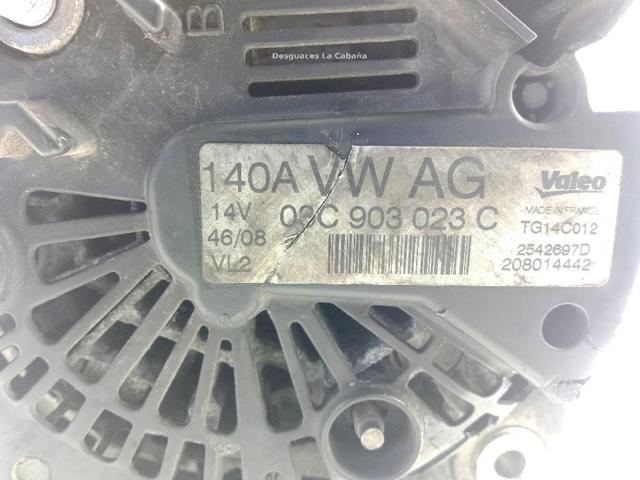 B
Desguaces La Cabaña
140A VW AG
14V 03C 903 023 C
46/08
VL2
Valeo
MADE IN FRANCE
TG14C012
2542697D
208014442